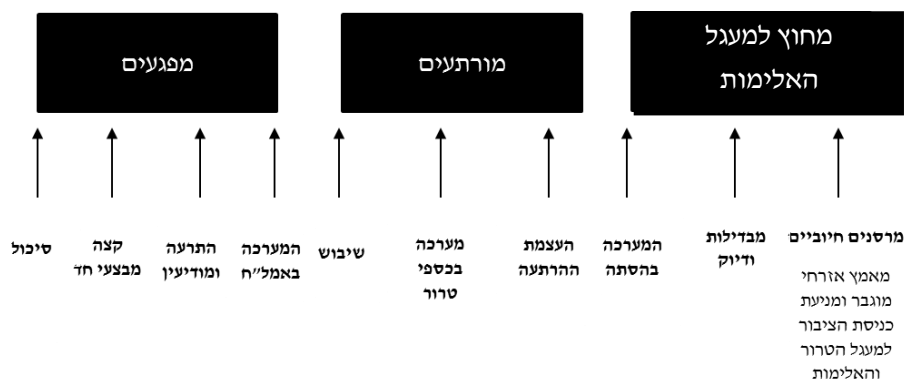 מחוץ למעגל
האלימות
מורתעים
מפגעים
מרסנים חיוביים
מאמץ אזרחי
מוגבר ומניעת
כניסת הציבור
למעגל הטרור
והאלימות
מבדילות
ודיוק
המערכה
בהסתה
העצמת
ההרתעה
מערכה
בכספי
טרור
שיבוש
המערכה
באמל״ח
התרעה
ומודיעין
קצה
מבצעי חד
סיכול